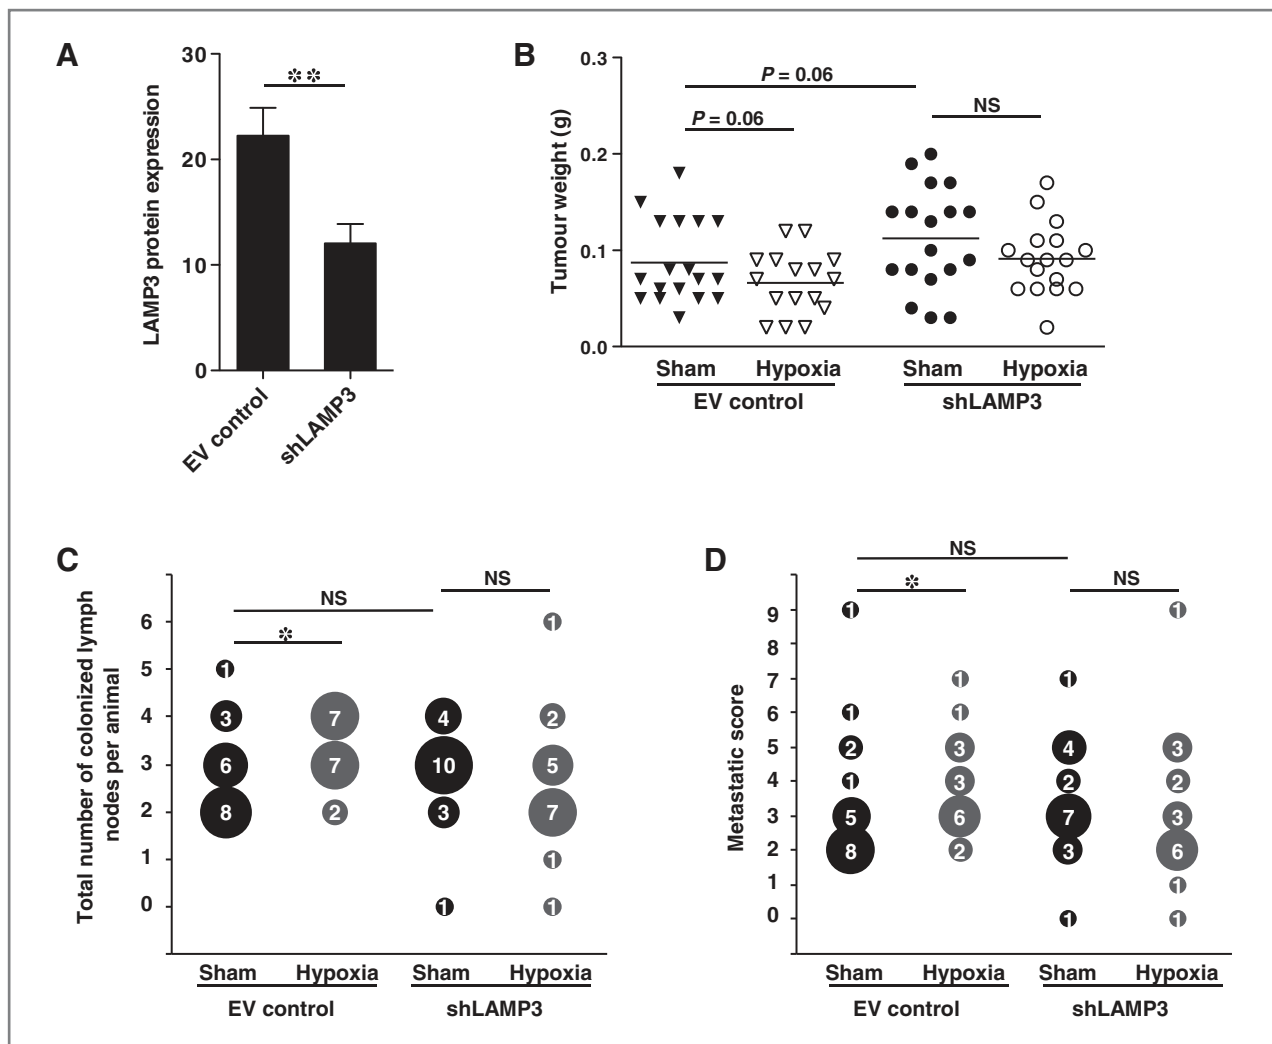 A
LAMP3 protein expression
30
20
10
0
**
EV control
shLAMP3
B
Tumour weight (g)
0.3
0.2
0.1
0.0
P = 0.06
P = 0.06
NS
Sham
Hypoxia
Sham
Hypoxia
EV control
shLAMP3
C
Total number of colonized lymph
nodes per animal
6
5
4
3
2
1
0
NS
NS
*
1
3
6
8
7
7
2
4
10
3
1
1
2
5
7
1
1
Sham
Hypoxia
Sham
Hypoxia
EV control
shLAMP3
D
Metastatic score
9
8
7
6
5
4
3
2
1
0
NS
*
NS
1
1
2
1
5
8
1
1
3
3
6
2
1
4
2
7
3
1
1
3
2
3
6
1
1
Sham
Hypoxia
Sham
Hypoxia
EV control
shLAMP3